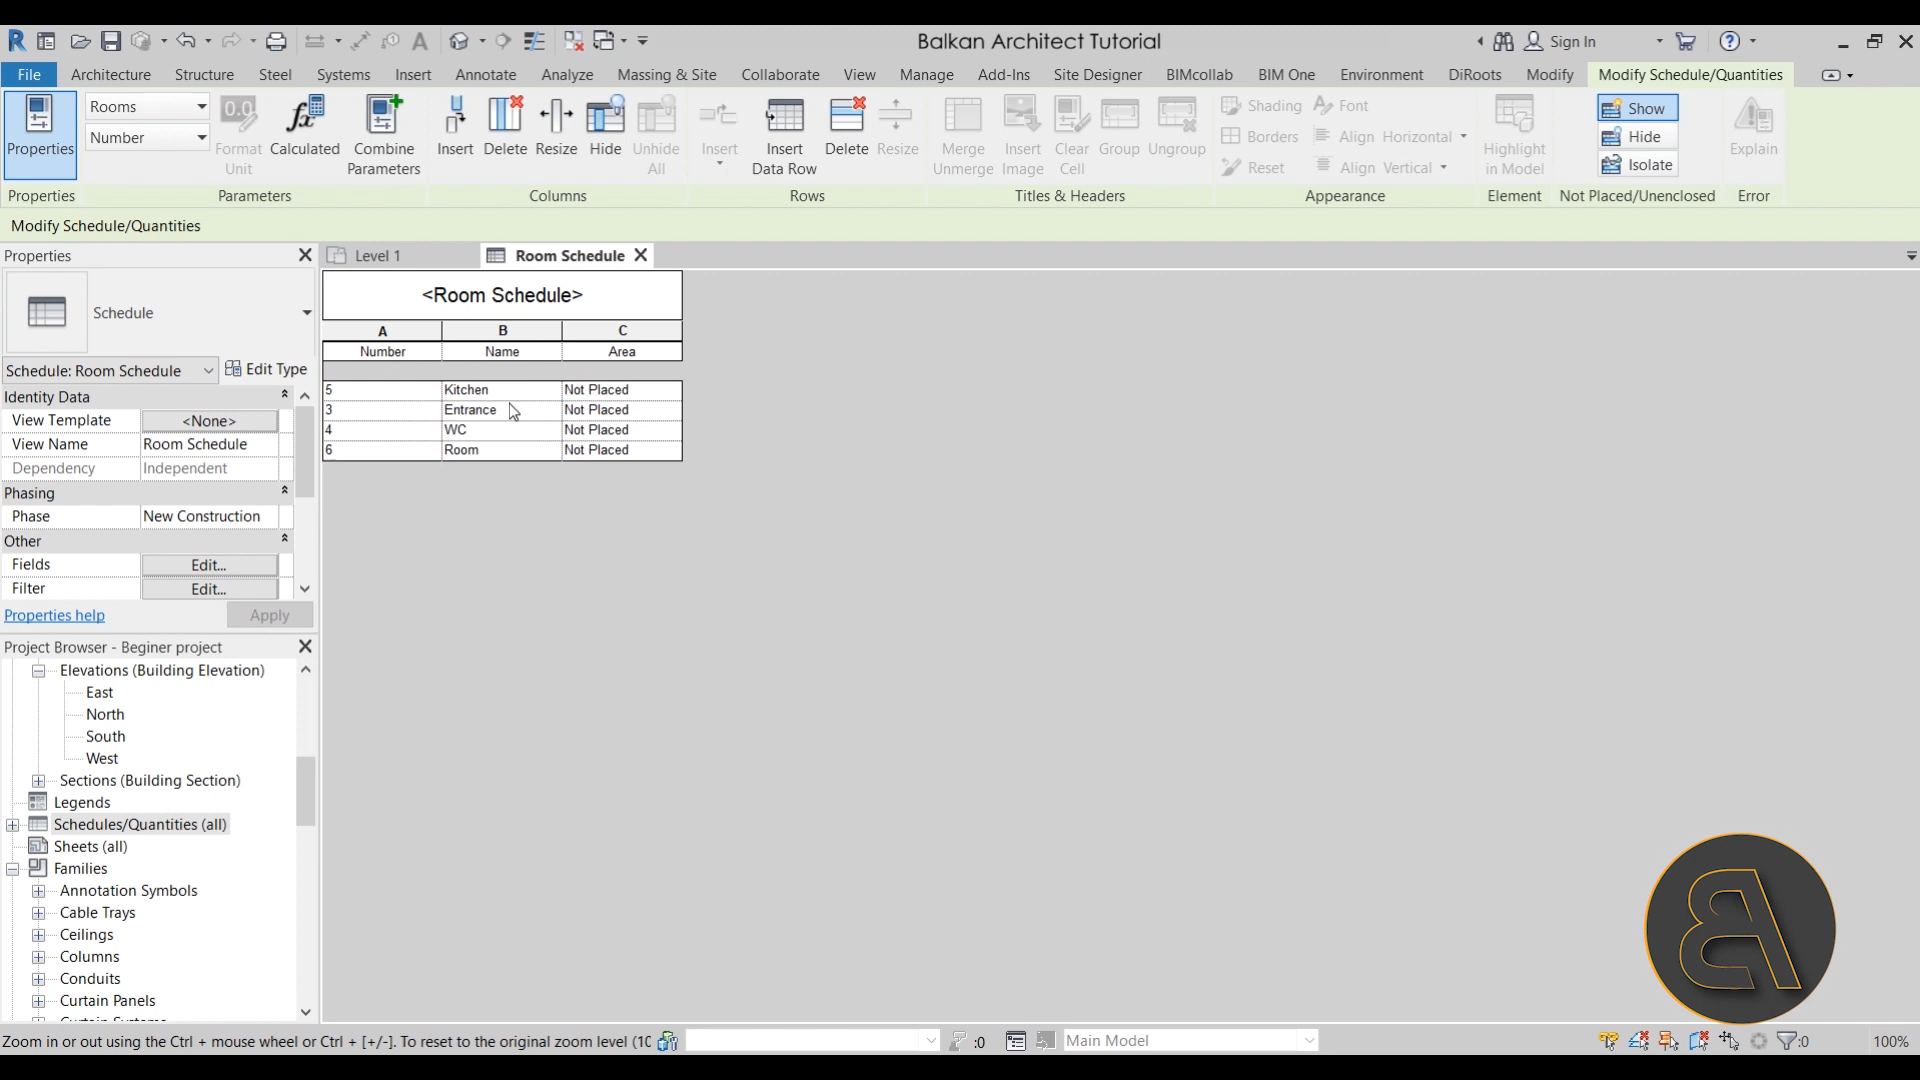 Balkan Architect Tutorial
Sign In
File Architecture Structure Steel Systems Insert Annotate Analyze Massing & Site Collaborate View Manage Add-Ins Site Designer BIMcollab BIM One Environment DiRoots Modify Modify Schedule/Quantities
Properties
Rooms
Number
Format Unit
Calculated
Combine Parameters
Insert
Delete
Resize
Hide
Unhide All
Insert
Insert Data Row
Delete
Resize
Merge Unmerge
Insert Image
Clear Cell
Group
Ungroup
Shading
Borders
Reset
Font
Align Horizontal
Align Vertical
Highlight in Model
Show
Hide
Isolate
Explain
Properties Parameters Columns Rows Titles & Headers Appearance Element Not Placed/Unenclosed Error
Modify Schedule/Quantities
Properties
Level 1
Room Schedule
Schedule
Schedule: Room Schedule
Edit Type
Identity Data
View Template <None>
View Name Room Schedule
Dependency Independent
Phasing
Phase New Construction
Other
Fields Edit...
Filter Edit...
Properties help
Apply
<Room Schedule>
A B C
Number Name Area
5 Kitchen Not Placed
3 Entrance Not Placed
4 WC Not Placed
6 Room Not Placed
Project Browser - Beginer project
Elevations (Building Elevation)
East
North
South
West
Sections (Building Section)
Legends
Schedules/Quantities (all)
Sheets (all)
Families
Annotation Symbols
Cable Trays
Ceilings
Columns
Conduits
Curtain Panels
Zoom in or out using the Ctrl + mouse wheel or Ctrl + [+/-]. To reset to the original zoom level (10
:0
Main Model
:0
100%